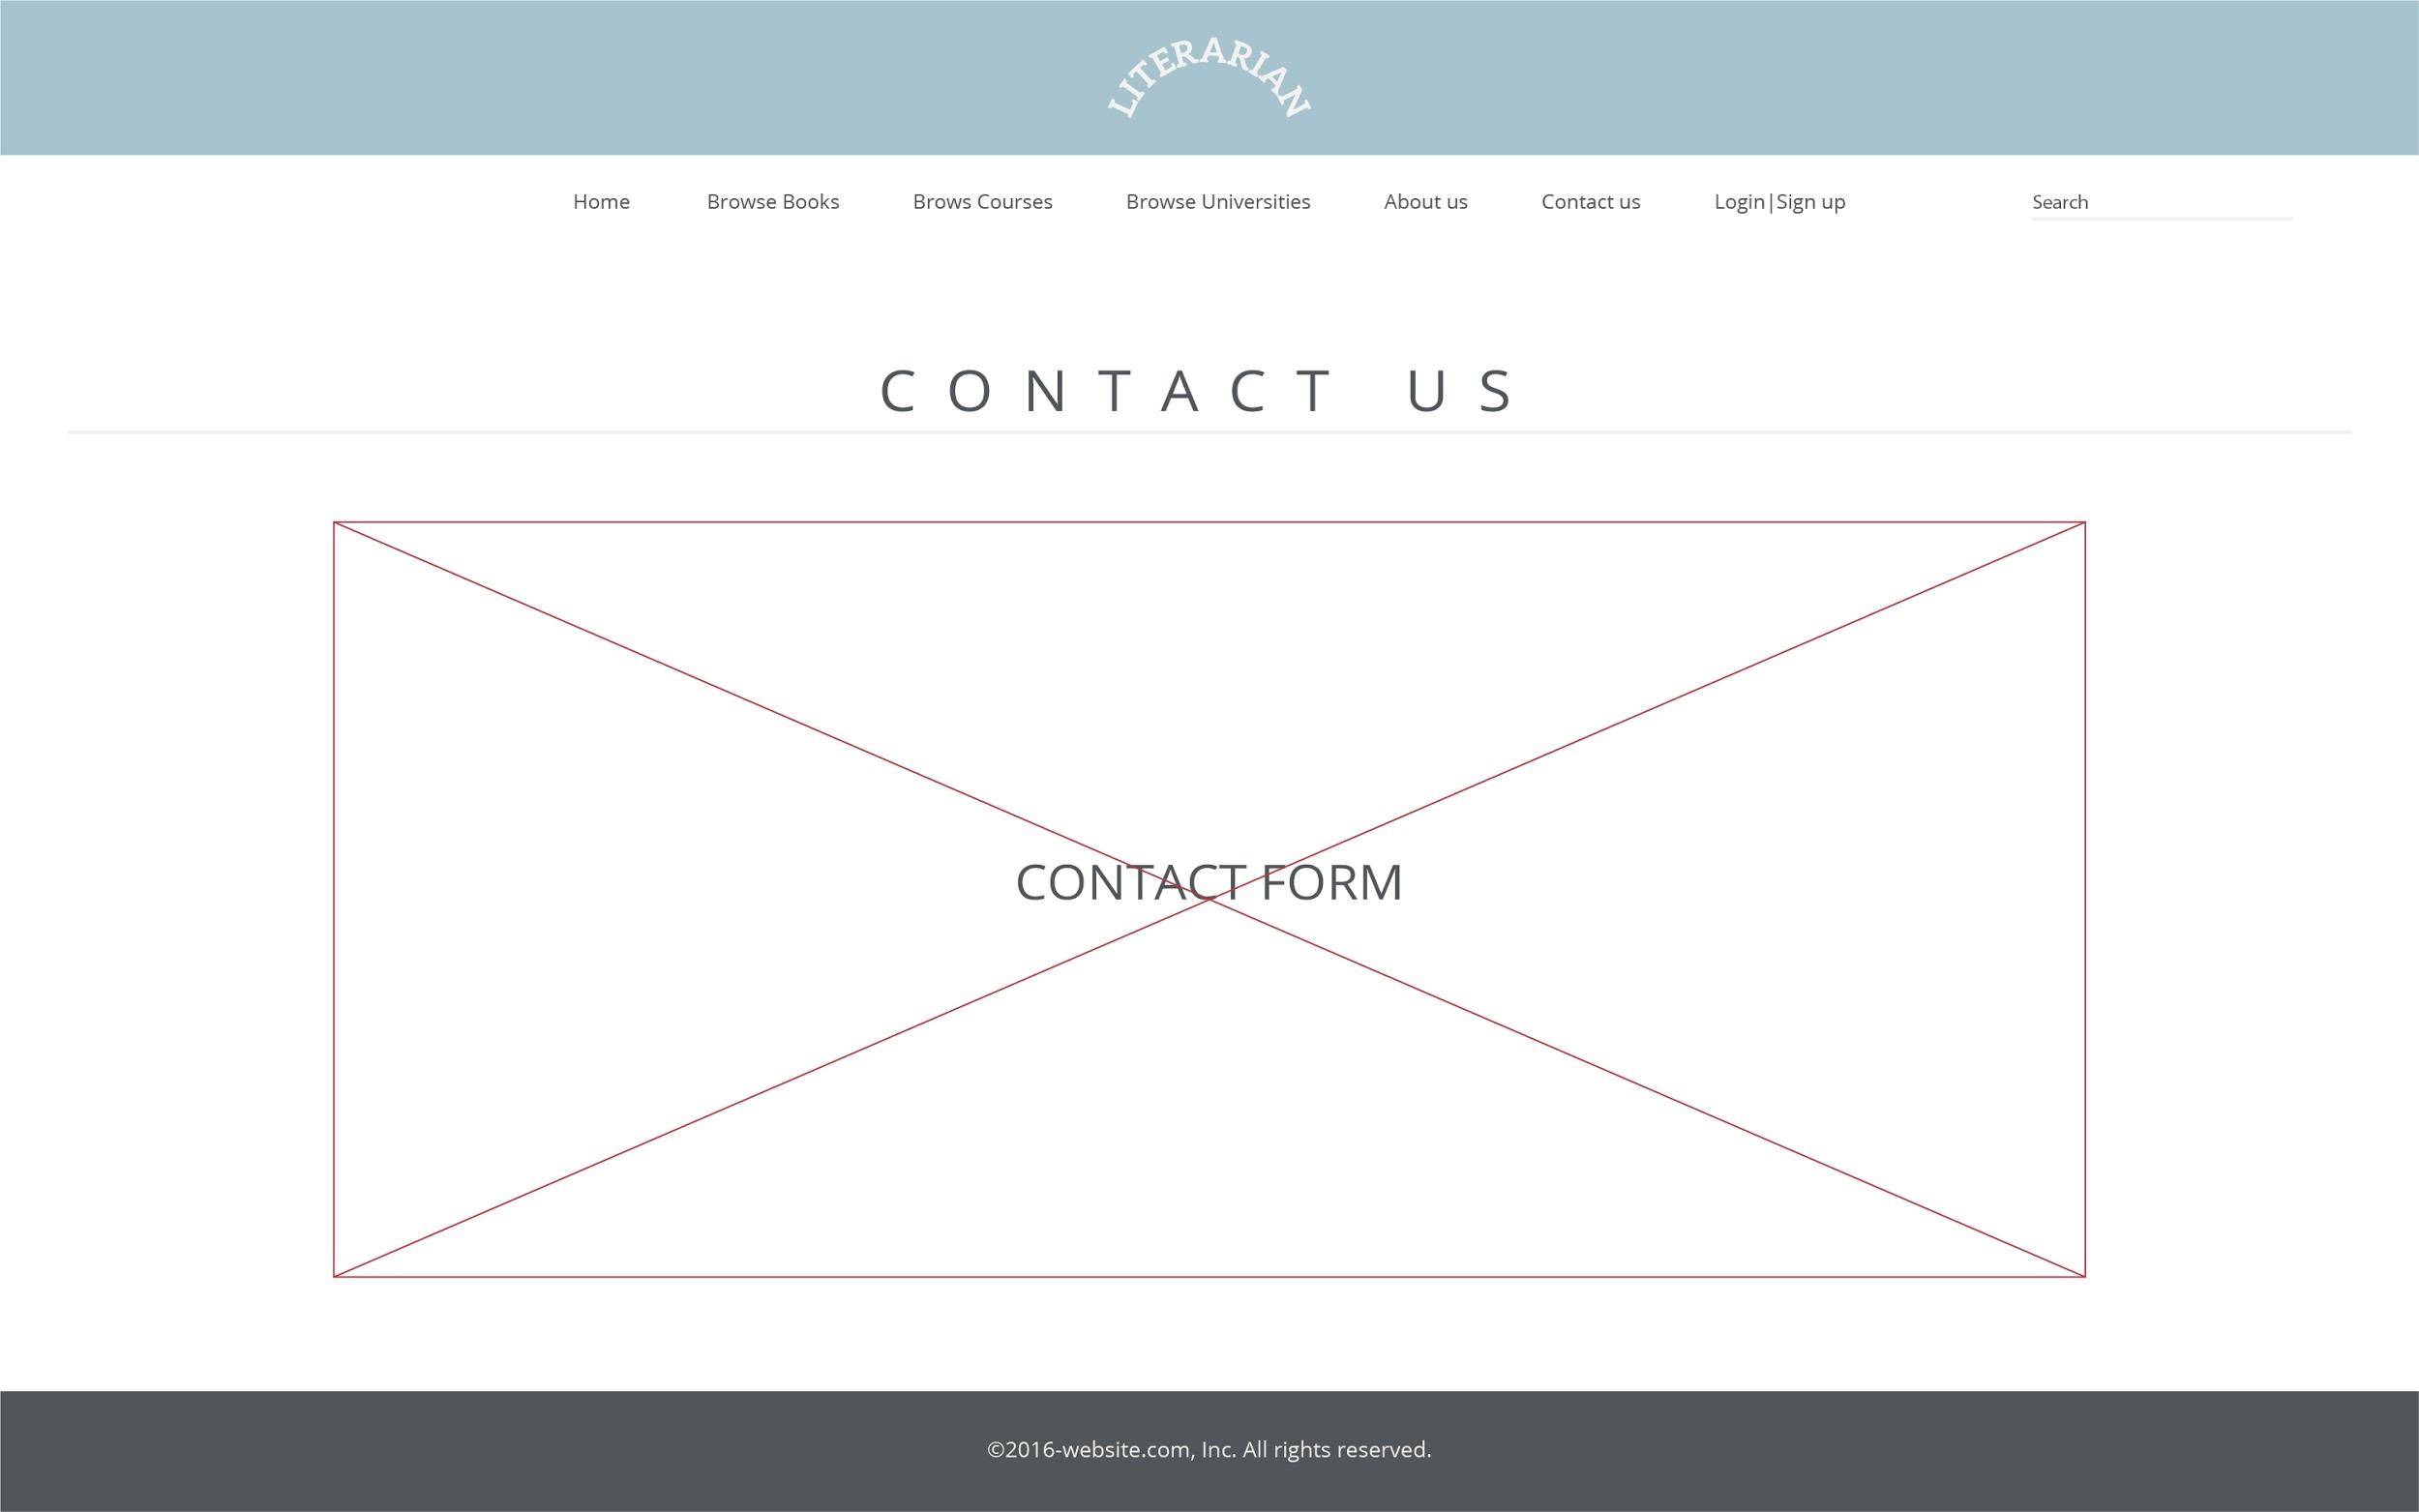 LITERARIAN
Home Browse Books Brows Courses Browse Universities About us Contact us Login|Sign up Search
CONTACT US
CONTACT FORM
©2016-website.com, Inc. All rights reserved.